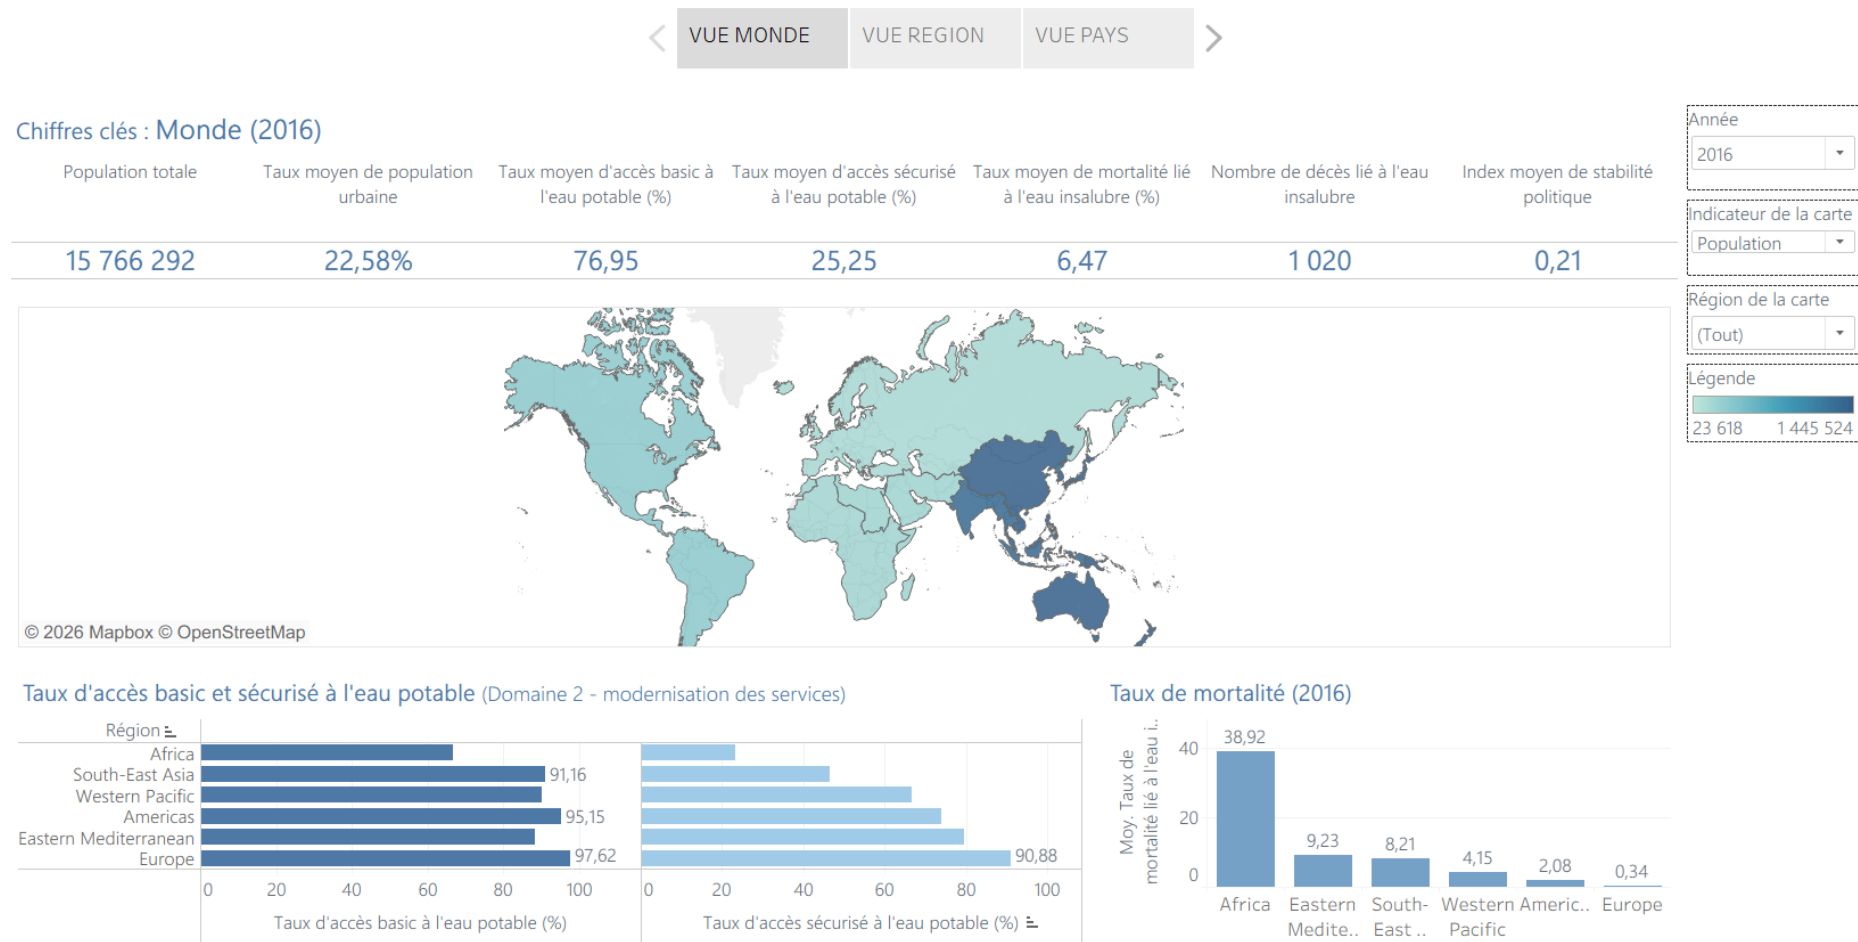 VUE MONDE
VUE REGION
VUE PAYS
Chiffres clés : Monde (2016)
Population totale
Taux moyen de population
urbaine
Taux moyen d'accès basic à
l'eau potable (%)
Taux moyen d'accès sécurisé
à l'eau potable (%)
Taux moyen de mortalité lié
à l'eau insalubre (%)
Nombre de décès lié à l'eau
insalubre
Index moyen de stabilité
politique
15 766 292
22,58%
76,95
25,25
6,47
1 020
0,21
Année
2016
Indicateur de la carte
Population
Région de la carte
(Tout)
Légende
23 618 1 445 524
© 2026 Mapbox © OpenStreetMap
Taux d'accès basic et sécurisé à l'eau potable (Domaine 2 - modernisation des services)
Région
Africa
South-East Asia
91,16
Western Pacific
Americas
95,15
Eastern Mediterranean
Europe
97,62
90,88
0 20 40 60 80 100
0 20 40 60 80 100
Taux d'accès basic à l'eau potable (%)
Taux d'accès sécurisé à l'eau potable (%)
Taux de mortalité (2016)
Moy. Taux de
mortalité lié à l'eau i..
40
20
0
38,92
9,23
8,21
4,15
2,08
0,34
Africa
Eastern
Medite..
South-
East ..
Western
Pacific
Americ..
Europe